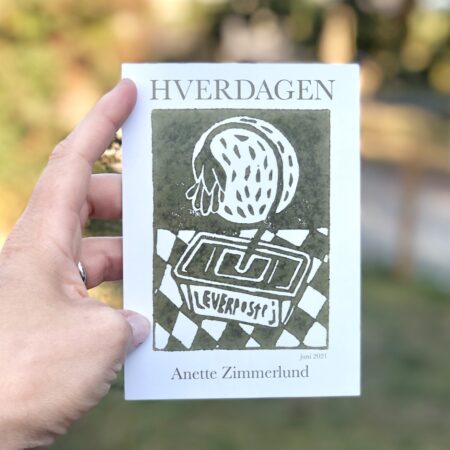 HVERDAGEN
LEVERPOSTEJ
juni 2021
Anette Zimmerlund